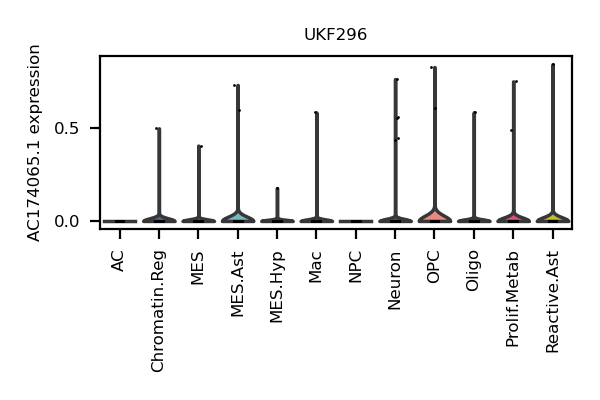 UKF296
AC174065.1 expression
0.5
0.0
AC
Chromatin.Reg
MES
MES.Ast
MES.Hyp
Mac
NPC
Neuron
OPC
Oligo
Prolif.Metab
Reactive.Ast